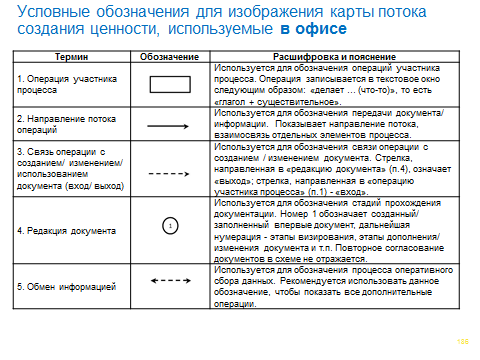 Условные обозначения для изображения карты потока
создания ценности, используемые в офисе
Термин Обозначение Расшифровка и пояснение
1. Операция участника
процесса
Используется для обозначения операций участника
процесса. Операция записывается в текстовое окно
следующим образом: «делает ... (что-то)», то есть
«глагол + существительное».
2. Направление потока
операций
Используется для обозначения передачи документа/
информации. Показывает направление потока,
взаимосвязь отдельных элементов процесса.
3. Связь операции с
созданием/ изменением/
использованием
документа (вход/ выход)
Используется для обозначения связи операции с
созданием / изменением документа. Стрелка,
направленная в «редакцию документа» (п.4), означает
«выход»; стрелка, направленная в «операцию
участника процесса» (п.1) - «вход».
4. Редакция документа
1
Используется для обозначения стадий прохождения
документации. Номер 1 обозначает созданный/
заполненный впервые документ, дальнейшая
нумерация - этапы визирования, этапы дополнения/
изменения документа и т.п. Повторное согласование
документов в схеме не отражается.
5. Обмен информацией
Используется для обозначения процесса оперативного
сбора данных. Рекомендуется использовать данное
обозначение, чтобы показать все дополнительные
операции.